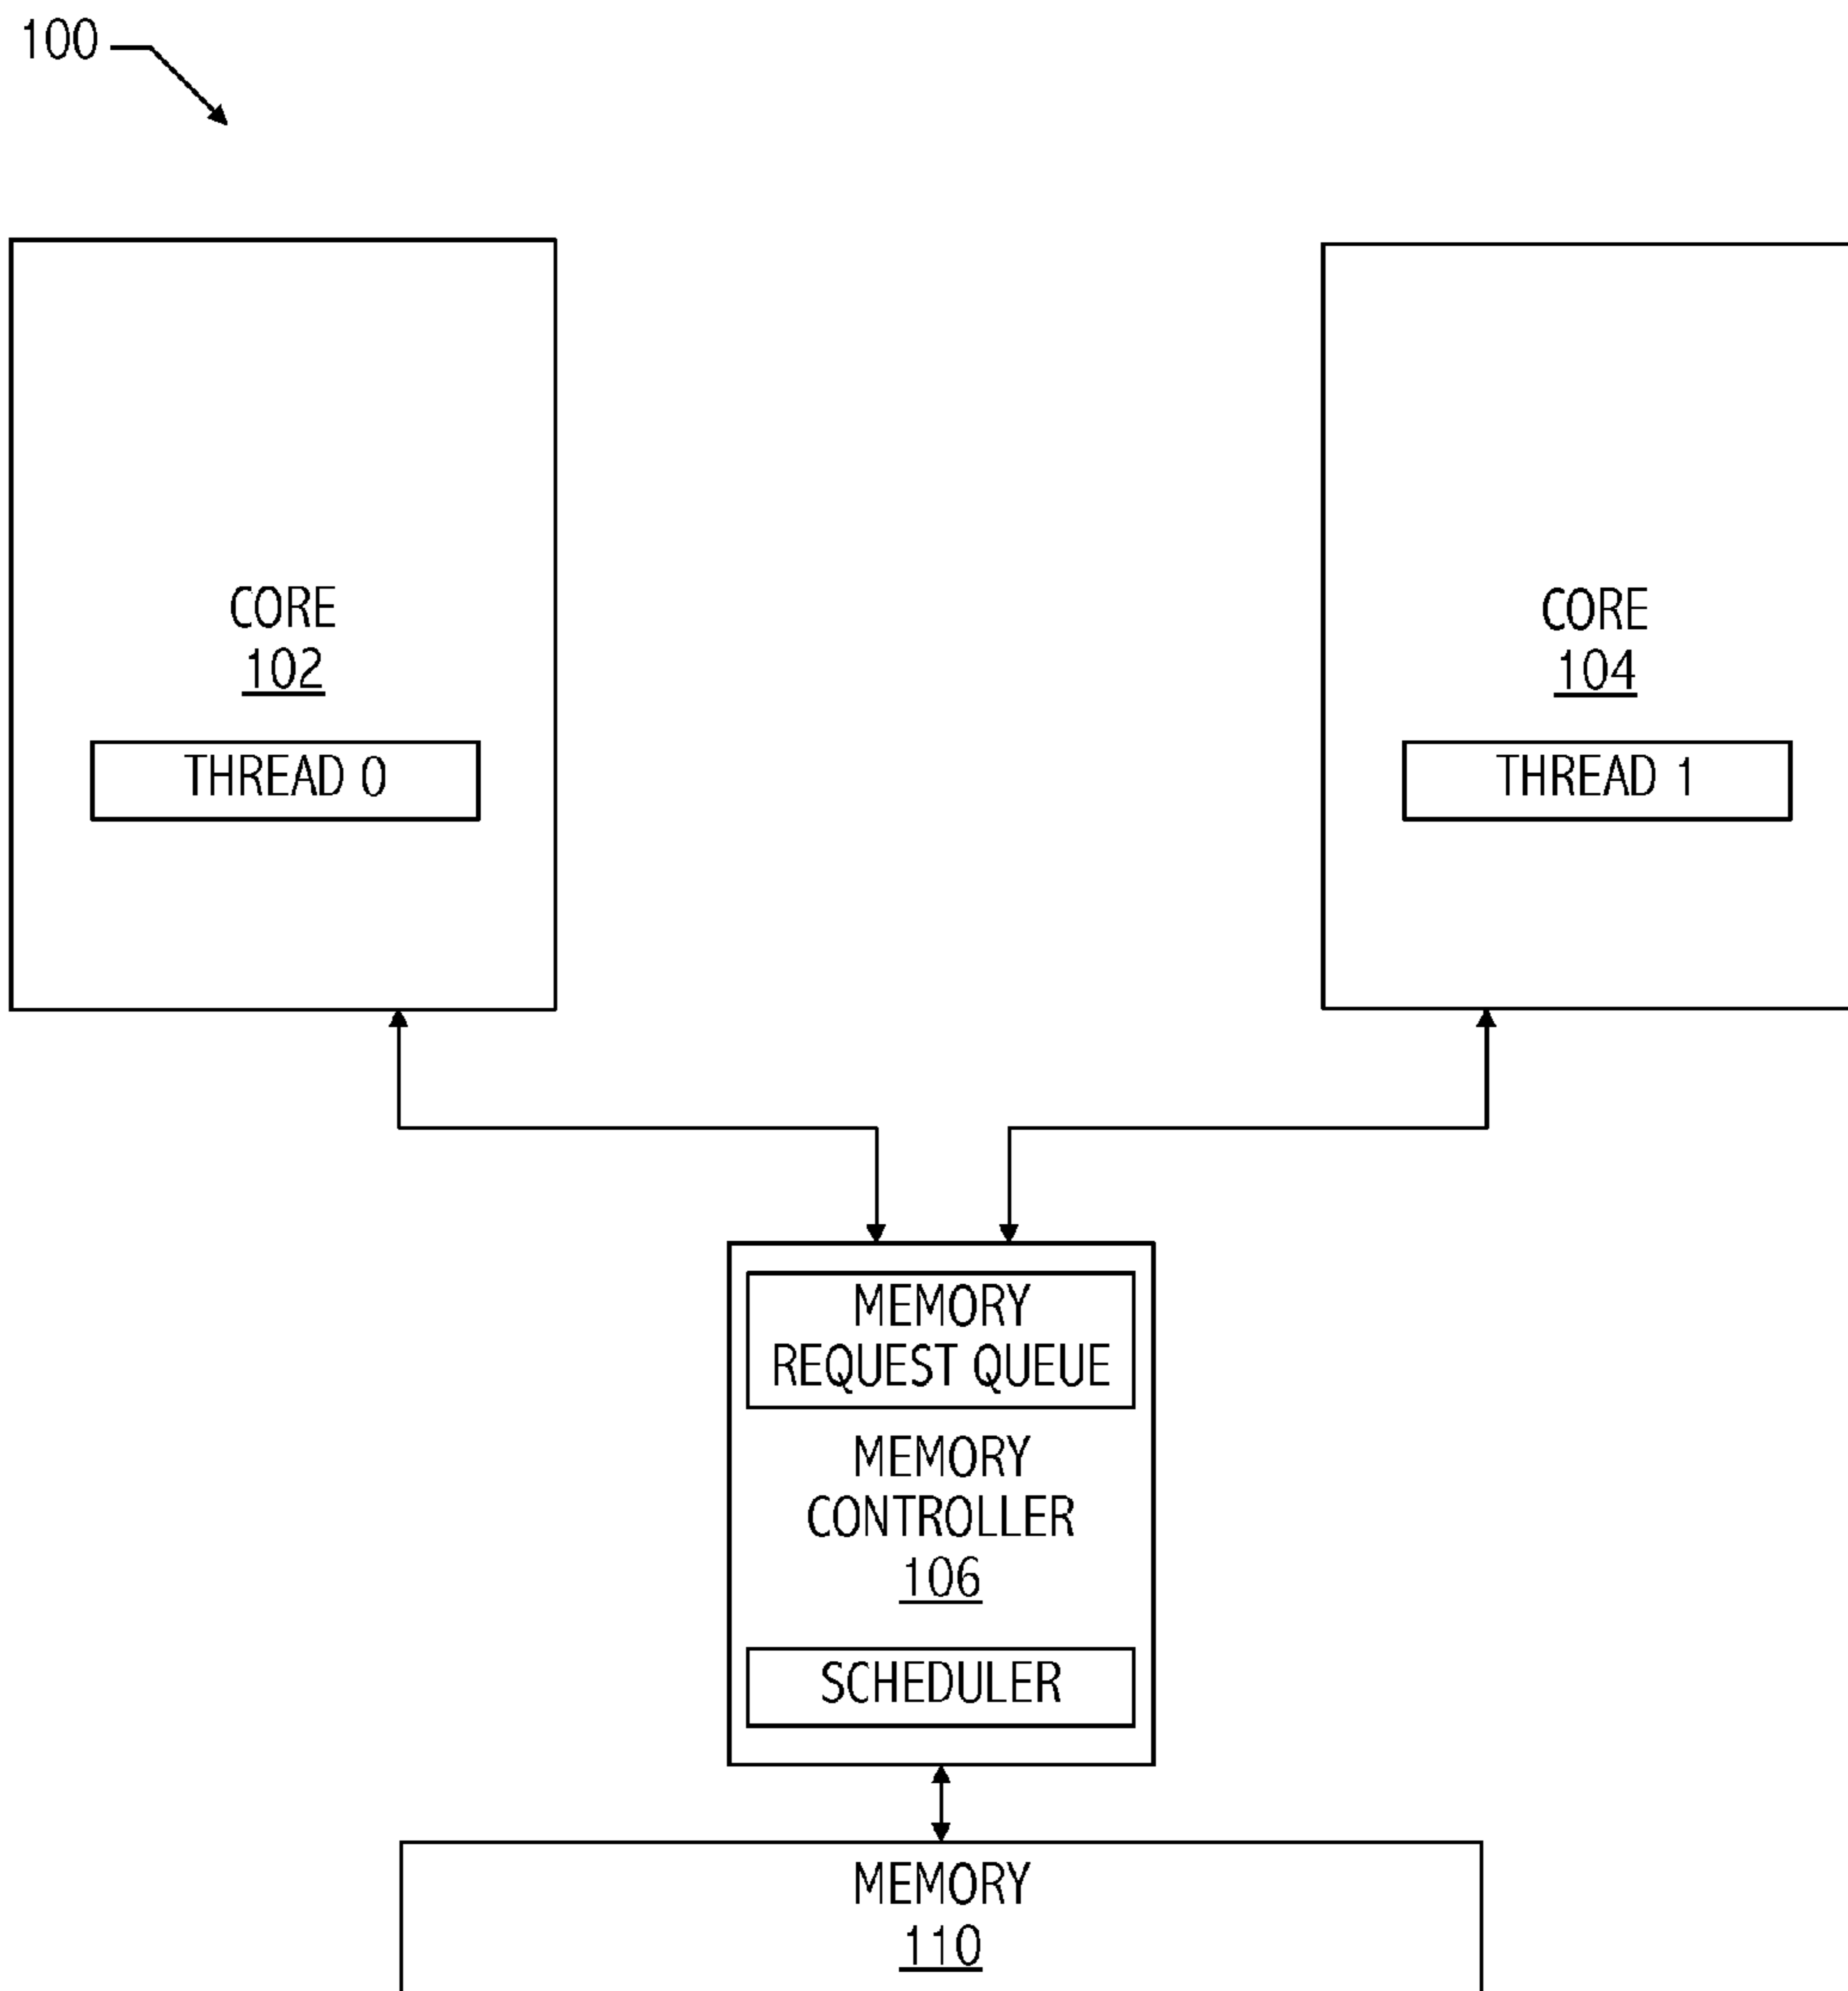 100
CORE
102
THREAD 0
CORE
104
THREAD 1
MEMORY
REQUEST QUEUE
MEMORY
CONTROLLER
106
SCHEDULER
MEMORY
110